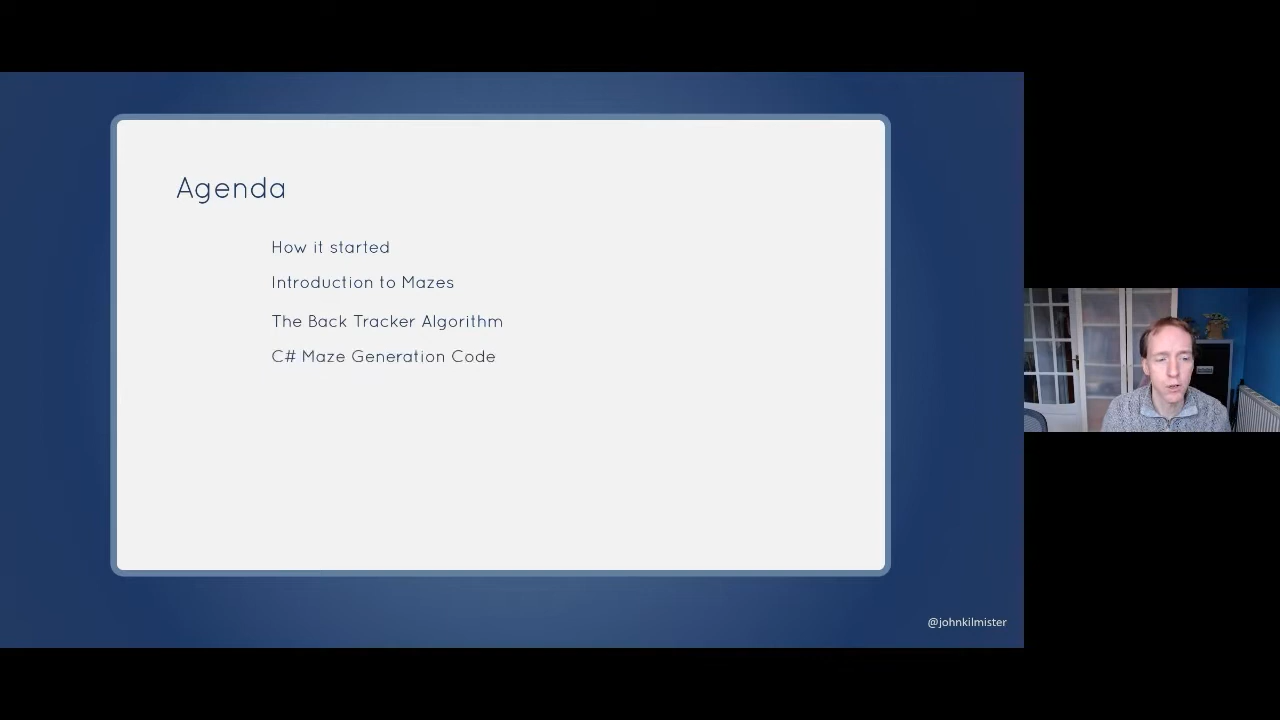 Agenda
How it started
Introduction to Mazes
The Back Tracker Algorithm
C# Maze Generation Code
@johnkilmister